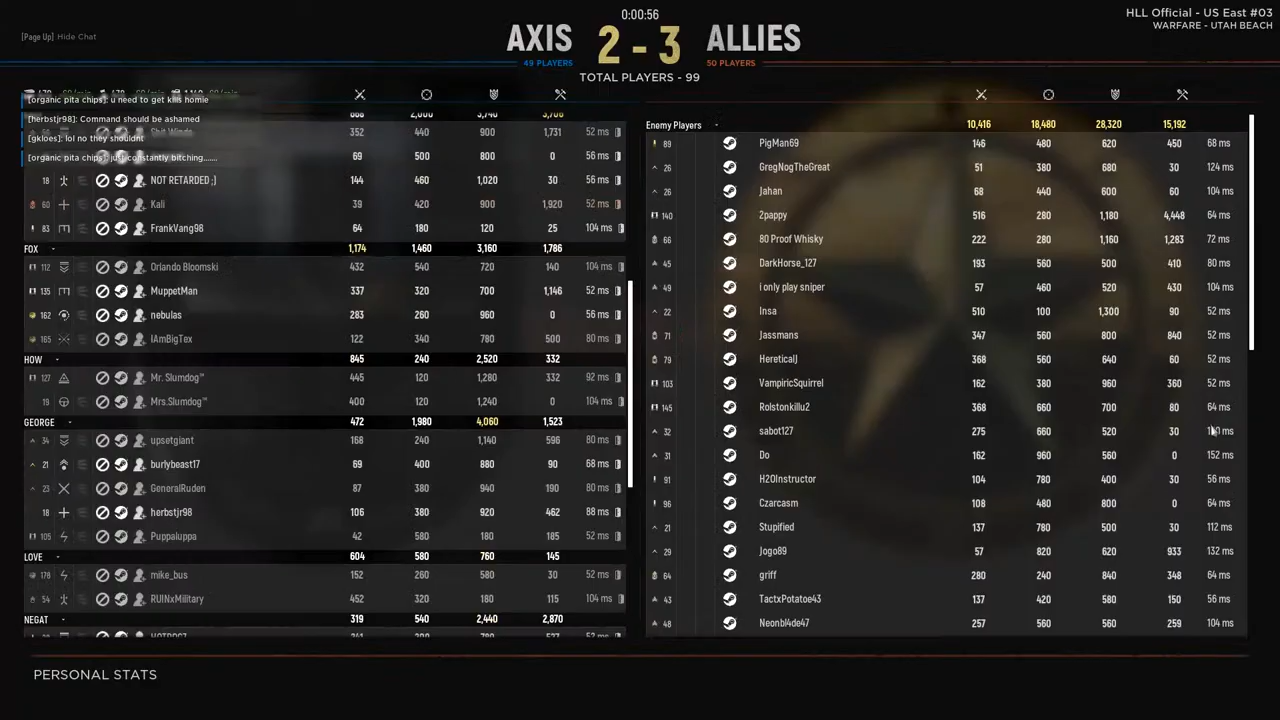 0:00:56
HLL Official - US East #03
WARFARE - UTAH BEACH
[Page Up] Hide Chat
AXIS 2 - 3 ALLIES
49 PLAYERS
50 PLAYERS
TOTAL PLAYERS - 99
[organic pita chips]: u need to get kills homie
[herbstjr98]: Command should be ashamed
[gkloes]: lol no they shouldnt
[organic pita chips]: just constantly bitching......
352 440 900 1,731 52 ms
69 500 800 0 56 ms
18 NOT RETARDED ;] 144 460 1,020 30 56 ms
60 Kali 39 420 900 1,920 52 ms
83 FrankVang98 64 180 120 25 104 ms
FOX 1,174 1,460 3,160 1,786
112 Orlando Bloomski 432 540 720 140 104 ms
135 MuppetMan 337 320 700 1,146 52 ms
162 nebulas 283 260 960 0 56 ms
165 IAmBigTex 122 340 780 500 80 ms
HOW 845 240 2,520 332
127 Mr. Slumdog™ 445 120 1,280 332 92 ms
19 Mrs.Slumdog™ 400 120 1,240 0 104 ms
GEORGE 472 1,980 4,060 1,523
34 upsetgiant 168 240 1,140 596 80 ms
21 burlybeast17 69 400 880 90 68 ms
23 GeneralRuden 87 380 940 190 80 ms
18 herbstjr98 106 380 920 462 88 ms
105 Puppaluppa 42 580 180 185 52 ms
LOVE 604 580 760 145
178 mike_bus 152 260 580 30 52 ms
54 RUINxMilitary 452 320 180 115 104 ms
NEGAT 319 540 2,440 2,870
Enemy Players 10,416 18,480 28,320 15,192
89 PigMan69 146 480 620 450 68 ms
26 GregNogTheGreat 51 380 680 30 124 ms
26 Jahan 68 440 600 60 104 ms
140 2pappy 516 280 1,180 4,448 64 ms
66 80 Proof Whisky 222 280 1,160 1,283 72 ms
45 DarkHorse_127 193 560 500 410 80 ms
49 i only play sniper 57 460 520 430 104 ms
22 Insa 510 100 1,300 90 52 ms
71 Jassmans 347 560 800 840 52 ms
79 HereticalJ 368 560 640 60 52 ms
103 VampiricSquirrel 162 380 960 360 52 ms
145 Rolstonkillu2 368 660 700 80 64 ms
32 sabot127 275 660 520 30 ms
31 Do 162 960 560 0 152 ms
91 H2OInstructor 104 780 400 30 56 ms
96 Czarcasm 108 480 800 0 64 ms
21 Stupified 137 780 500 30 112 ms
29 Jogo89 57 820 620 933 132 ms
64 griff 280 240 840 348 64 ms
43 TactxPotatoe43 137 420 580 150 56 ms
48 Neonbl4de47 257 560 560 259 104 ms
PERSONAL STATS